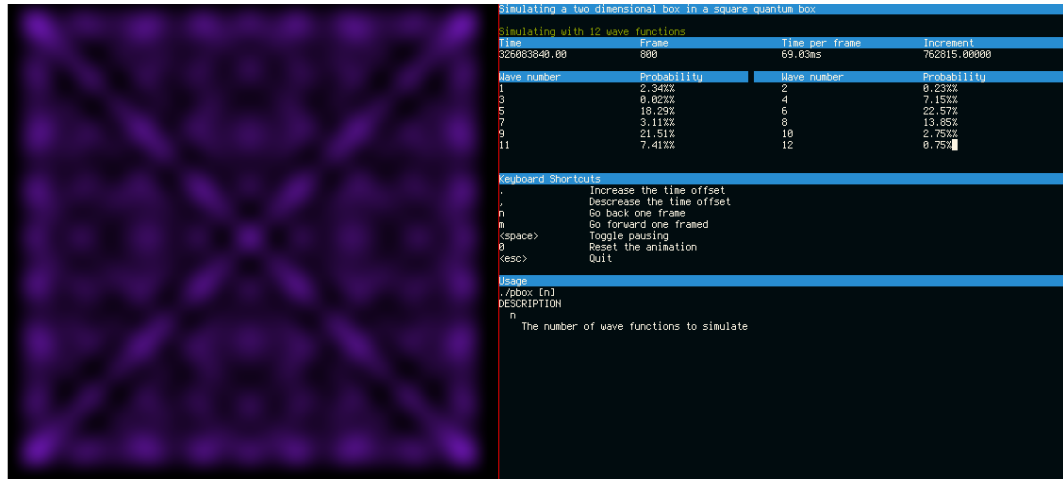 Simulating a two dimensional box in a square quantum box
Simulating with 12 wave functions
Time Frame Time per frame Increment
326083840.00 800 69.03ms 762815.00000
Wave number Probability Wave number Probability
1 2.34%% 2 0.23%%
3 0.02%% 4 7.15%%
5 18.29% 6 22.57%
7 3.11%% 8 13.85%
9 21.51% 10 2.75%%
11 7.41%% 12 0.75%
Keyboard Shortcuts
. Increase the time offset
, Descrease the time offset
n Go back one frame
m Go forward one framed
<space> Toggle pausing
0 Reset the animation
<esc> Quit
Usage
./pbox [n]
DESCRIPTION
n
The number of wave functions to simulate